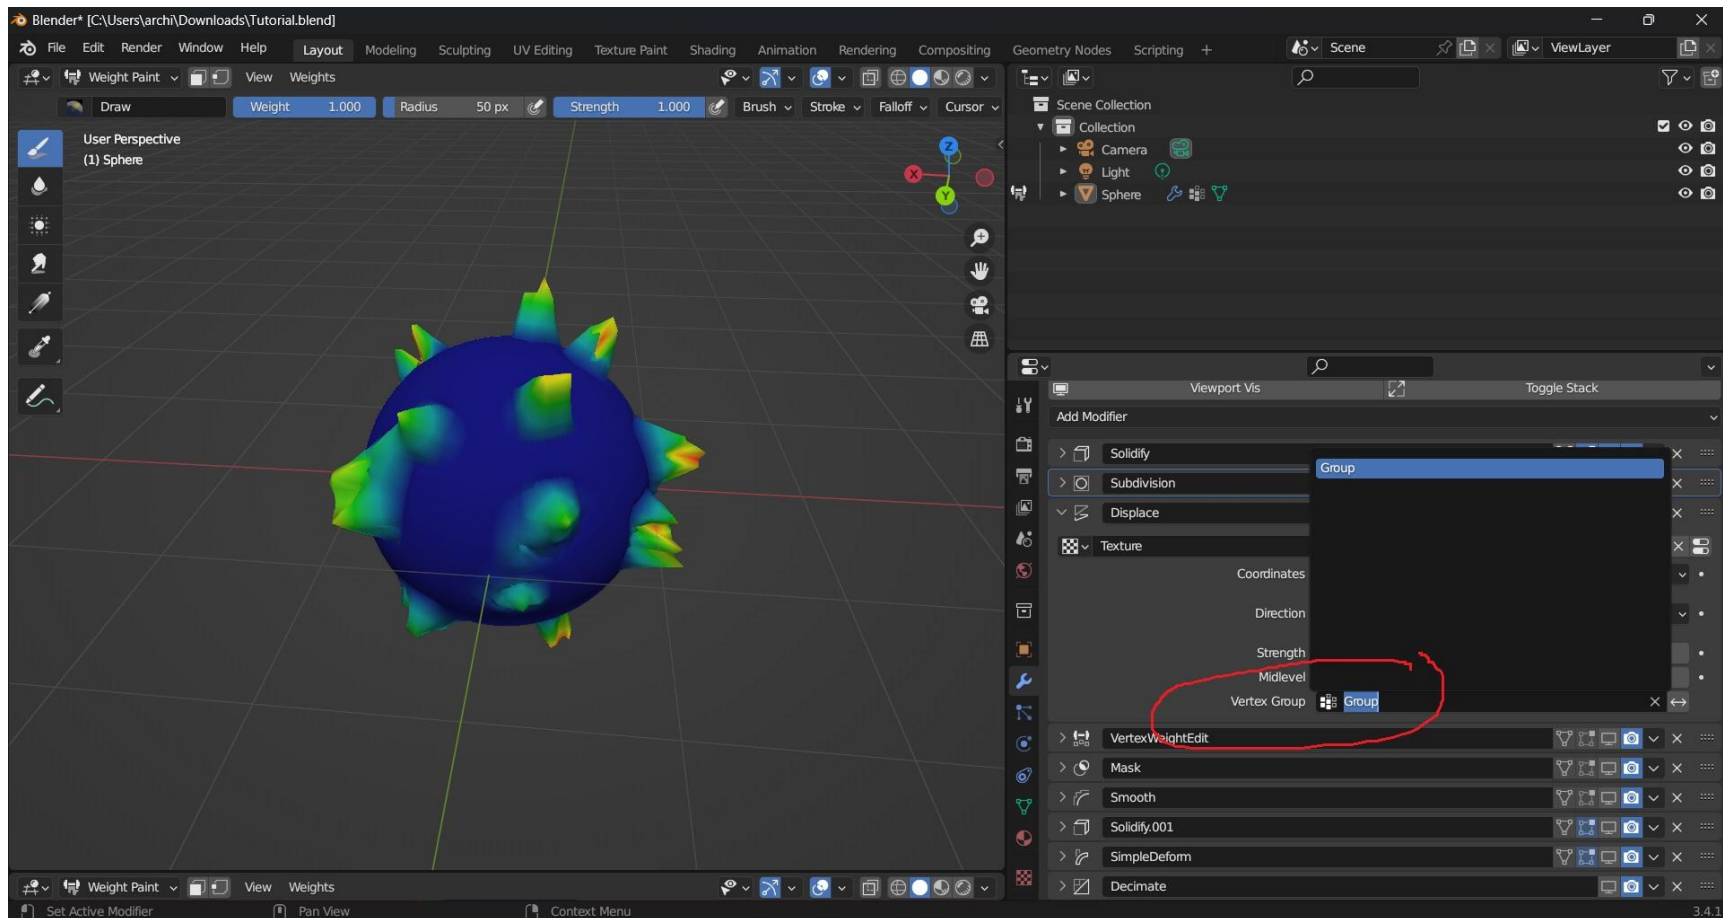 Blender* [C:\Users\archi\Downloads\Tutorial.blend]
File Edit Render Window Help Layout Modeling Sculpting UV Editing Texture Paint Shading Animation Rendering Compositing Geometry Nodes Scripting + Scene ViewLayer
Weight Paint View Weights
Draw Weight 1.000 Radius 50 px Strength 1.000 Brush Stroke Falloff Cursor
User Perspective
(1) Sphere
Z
X
Y
Scene Collection
Collection
Camera
Light
Sphere
Viewport Vis Toggle Stack
Add Modifier
Solidify
Group
Subdivision
Displace
Texture
Coordinates
Direction
Strength
Midlevel
Vertex Group Group
VertexWeightEdit
Mask
Smooth
Solidify.001
SimpleDeform
Decimate
Weight Paint View Weights
Set Active Modifier Pan View Context Menu 3.4.1